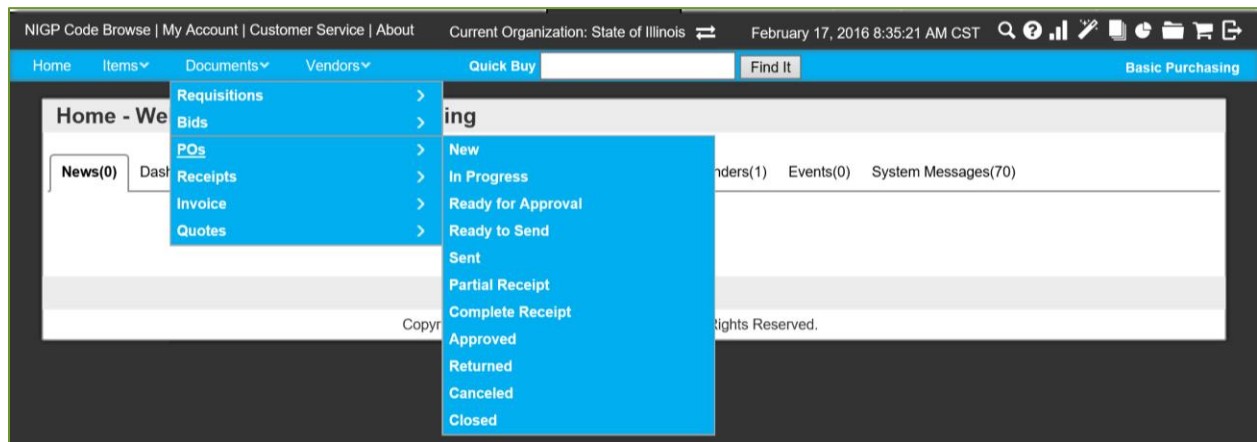 NIGP Code Browse | My Account | Customer Service | About Current Organization: State of Illinois February 17, 2016 8:35:21 AM CST
Home Items Documents Vendors Quick Buy Find It Basic Purchasing
Requisitions
Home - We ing
Bids
POs New
News(0) Dash nders(1) Events(0) System Messages(70)
Receipts In Progress
Invoice Ready for Approval
Quotes Ready to Send
Sent
Partial Receipt
Complete Receipt
Copyr Rights Reserved.
Approved
Returned
Canceled
Closed